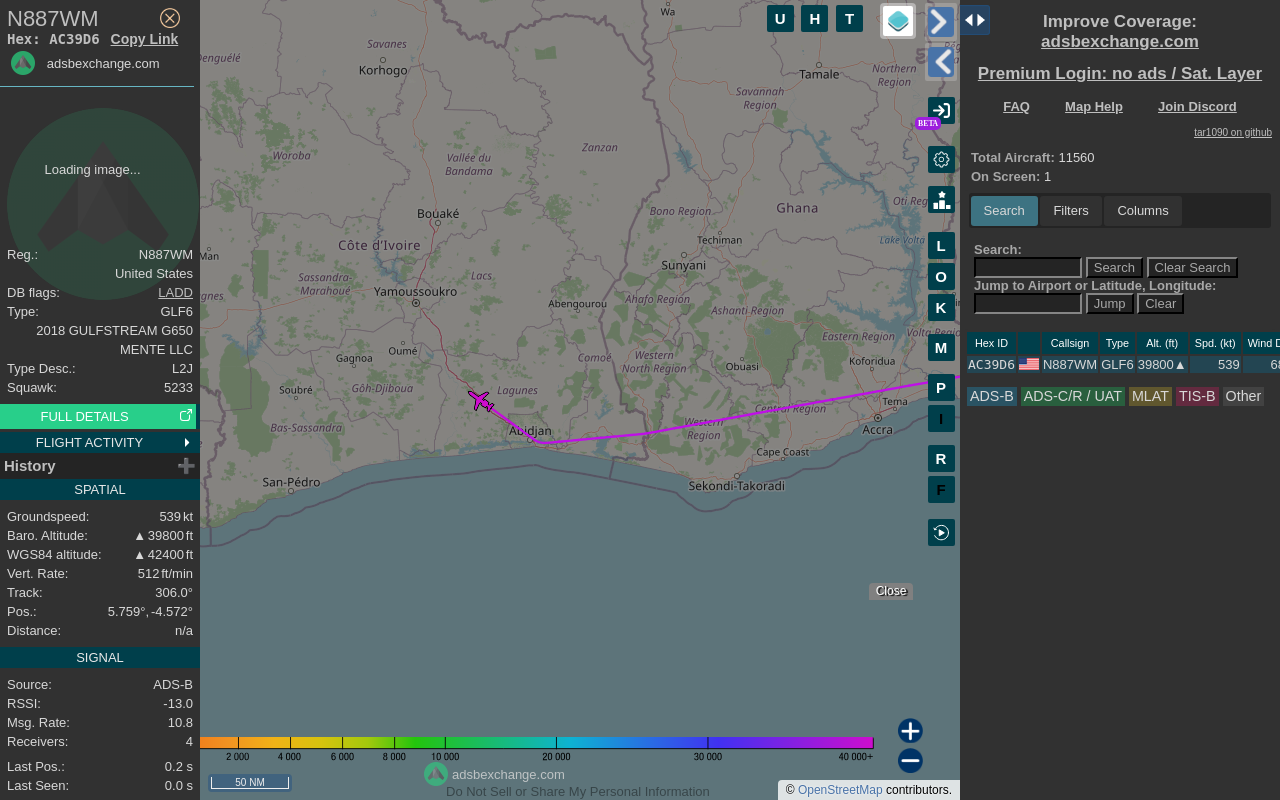 N887WM
Hex: AC39D6 Copy Link
adsbexchange.com
Loading image...
Reg.: N887WM
United States
DB flags: LADD
Type: GLF6
2018 GULFSTREAM G650
MENTE LLC
Type Desc.: L2J
Squawk: 5233
FULL DETAILS
FLIGHT ACTIVITY
History
SPATIAL
Groundspeed: 539 kt
Baro. Altitude: ▲ 39800 ft
WGS84 altitude: ▲ 42400 ft
Vert. Rate: 512 ft/min
Track: 306.0°
Pos.: 5.759°, -4.572°
Distance: n/a
SIGNAL
Source: ADS-B
RSSI: -13.0
Msg. Rate: 10.8
Receivers: 4
Last Pos.: 0.2 s
Last Seen: 0.0 s
Wa
U H T
Savanes
Korhogo
Tamale
Northern
Region
Savannah
Region
Denguélé
BETA
Woroba
Vallée du
Bandama
Zanzan
Bouaké
Bono Region
Ghana
Oti Reg
Côte d'Ivoire
Techiman
Lake Volta
Man
Lacs
Sunyani
Sassandra-
Marahoué
Yamoussoukro
Abengourou
Ahafo Region
Ashanti-Region
Eastern Region
Volta Regio
Oumé
Gagnoa
Comoé
Western
North Region
Obuasi
Koforidua
Soubré
Gôh-Djiboua
Lagunes
Tema
Bas-Sassandra
Abidjan
Western
Region
Central Region
Accra
Cape Coast
San-Pédro
Sekondi-Takoradi
L
O
K
M
P
I
R
F
Close
2 000 4 000 6 000 8 000 10 000 20 000 30 000 40 000+
50 NM
adsbexchange.com
Do Not Sell or Share My Personal Information
© OpenStreetMap contributors.
Improve Coverage:
adsbexchange.com
Premium Login: no ads / Sat. Layer
FAQ Map Help Join Discord
tar1090 on github
Total Aircraft: 11560
On Screen: 1
Search Filters Columns
Search:
Search Clear Search
Jump to Airport or Latitude, Longitude:
Jump Clear
Hex ID Callsign Type Alt. (ft) Spd. (kt) Wind D
AC39D6 N887WM GLF6 39800▲ 539 68
ADS-B ADS-C/R / UAT MLAT TIS-B Other